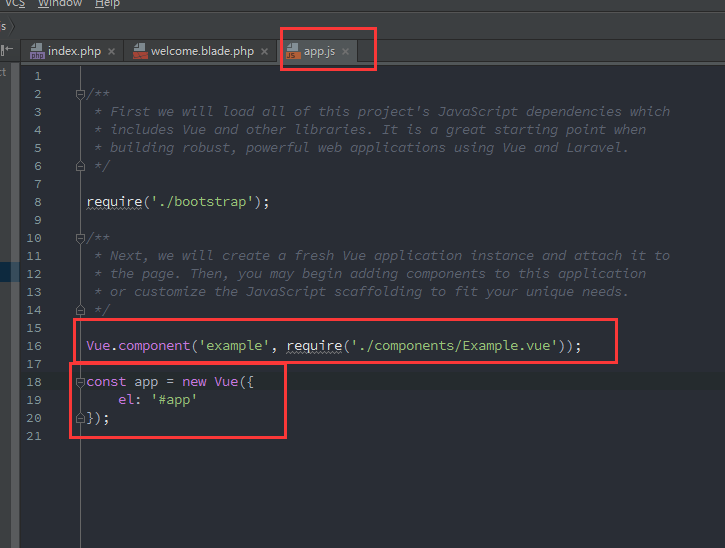 VCS Window Help
s
ct
index.php × welcome.blade.php × app.js ×
1
2 /**
3 * First we will load all of this project's JavaScript dependencies which
4 * includes Vue and other libraries. It is a great starting point when
5 * building robust, powerful web applications using Vue and Laravel.
6 */
7
8 require('./bootstrap');
9
10 /**
11 * Next, we will create a fresh Vue application instance and attach it to
12 * the page. Then, you may begin adding components to this application
13 * or customize the JavaScript scaffolding to fit your unique needs.
14 */
15
16 Vue.component('example', require('./components/Example.vue'));
17
18 const app = new Vue({
19 el: '#app'
20 });
21